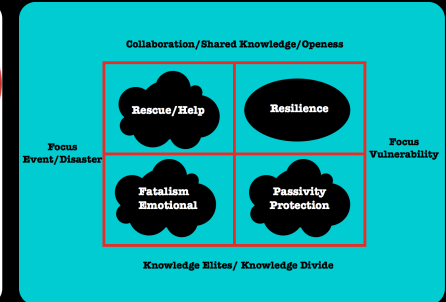 Collaboration/Shared Knowledge/Openess
Rescue/Help
Resilience
Focus
Event/Disaster
Focus
Vulnerability
Fatalism
Emotional
Passivity
Protection
Knowledge Elites/ Knowledge Divide